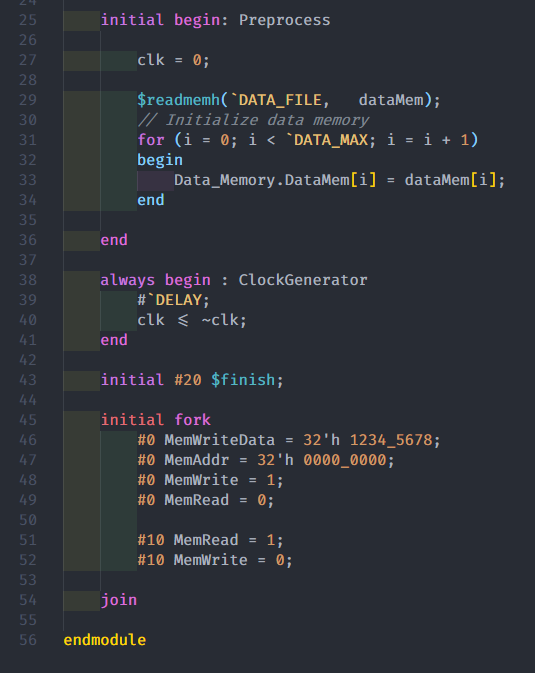 25 initial begin: Preprocess
26
27 clk = 0;
28
29 $readmemh(`DATA_FILE, dataMem);
30 // Initialize data memory
31 for (i = 0; i < `DATA_MAX; i = i + 1)
32 begin
33 Data_Memory.DataMem[i] = dataMem[i];
34 end
35
36 end
37
38 always begin : ClockGenerator
39 #`DELAY;
40 clk <= ~clk;
41 end
42
43 initial #20 $finish;
44
45 initial fork
46 #0 MemWriteData = 32'h 1234_5678;
47 #0 MemAddr = 32'h 0000_0000;
48 #0 MemWrite = 1;
49 #0 MemRead = 0;
50
51 #10 MemRead = 1;
52 #10 MemWrite = 0;
53
54 join
55
56 endmodule